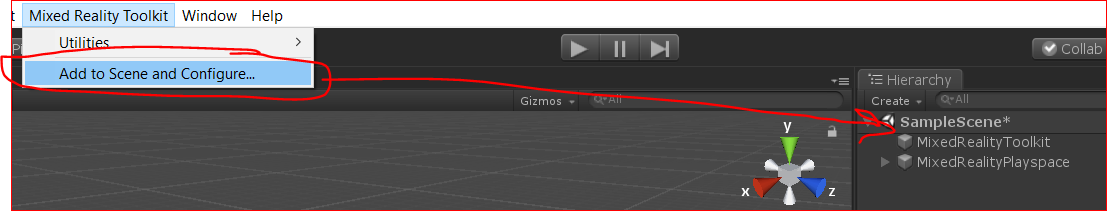 t Mixed Reality Toolkit Window Help
Utilities
Add to Scene and Configure...
Collab
Hierarchy
Gizmos
All
Create
All
SampleScene*
MixedRealityToolkit
MixedRealityPlayspace
y
x
z